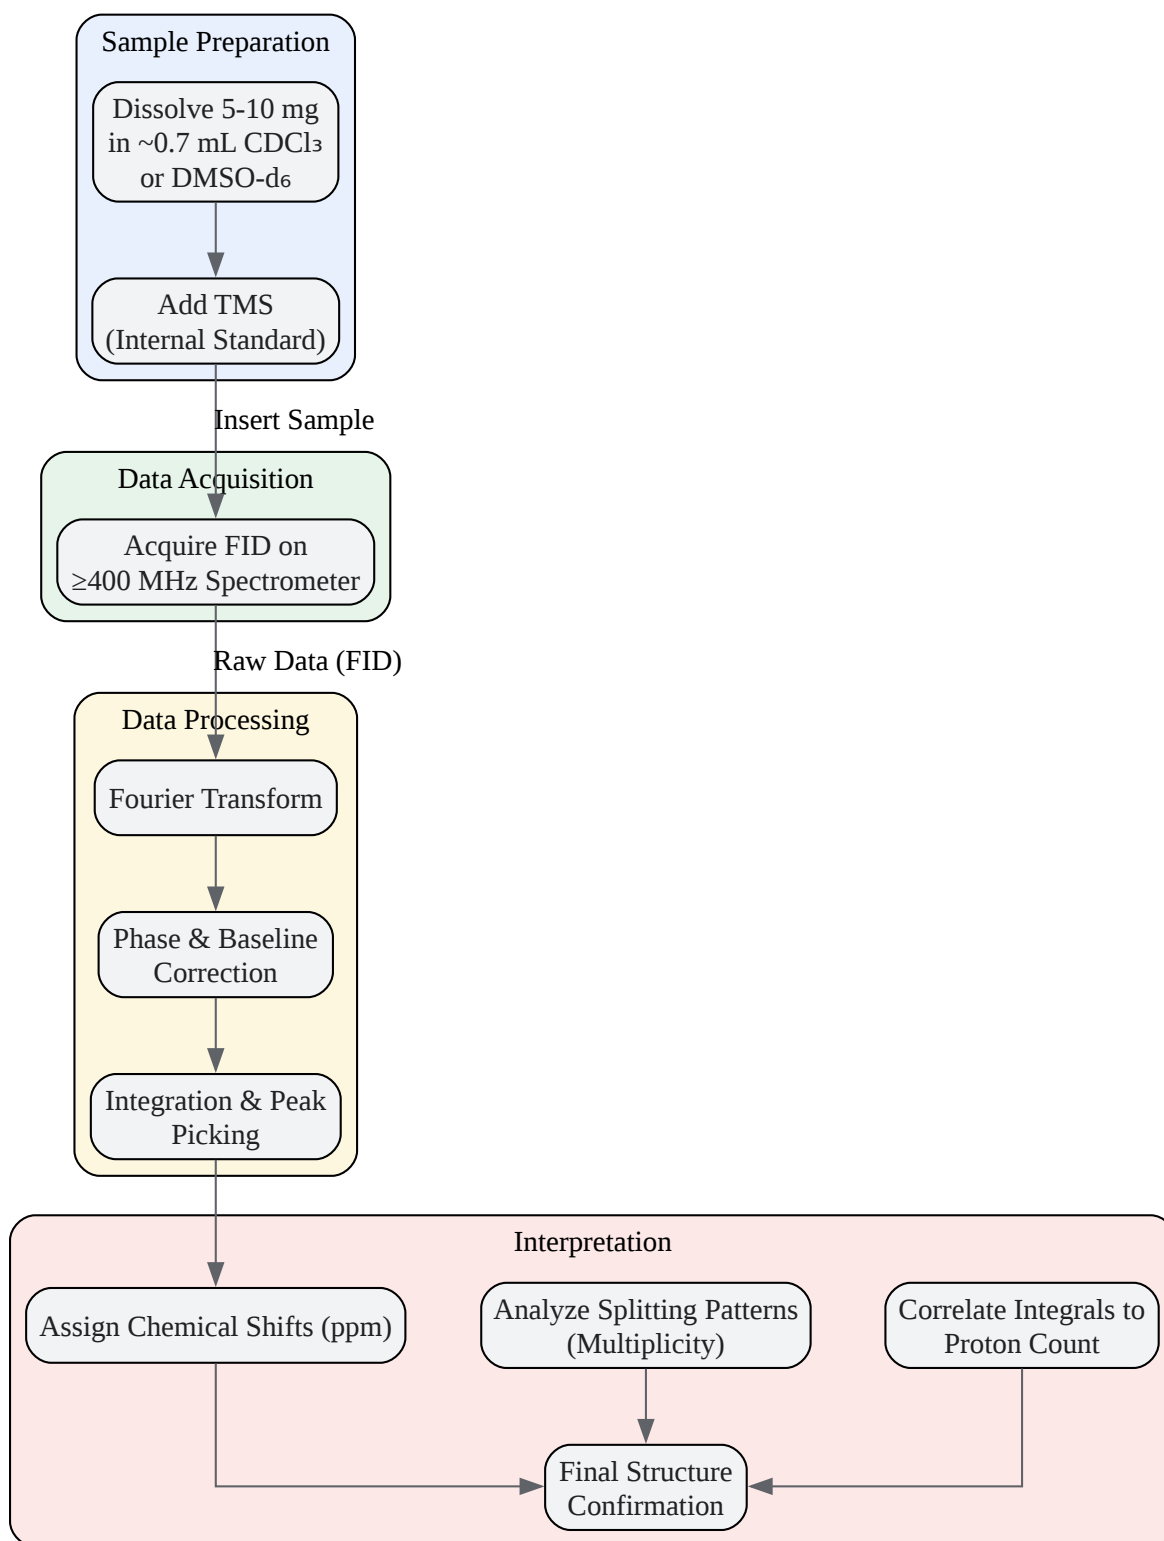 Sample Preparation
Dissolve 5-10 mg
in ~0.7 mL CDCl₃
or DMSO-d₆
Add TMS
(Internal Standard)
Insert Sample
Data Acquisition
Acquire FID on
≥400 MHz Spectrometer
Raw Data (FID)
Data Processing
Fourier Transform
Phase & Baseline
Correction
Integration & Peak
Picking
Interpretation
Assign Chemical Shifts (ppm)
Analyze Splitting Patterns
(Multiplicity)
Correlate Integrals to
Proton Count
Final Structure
Confirmation